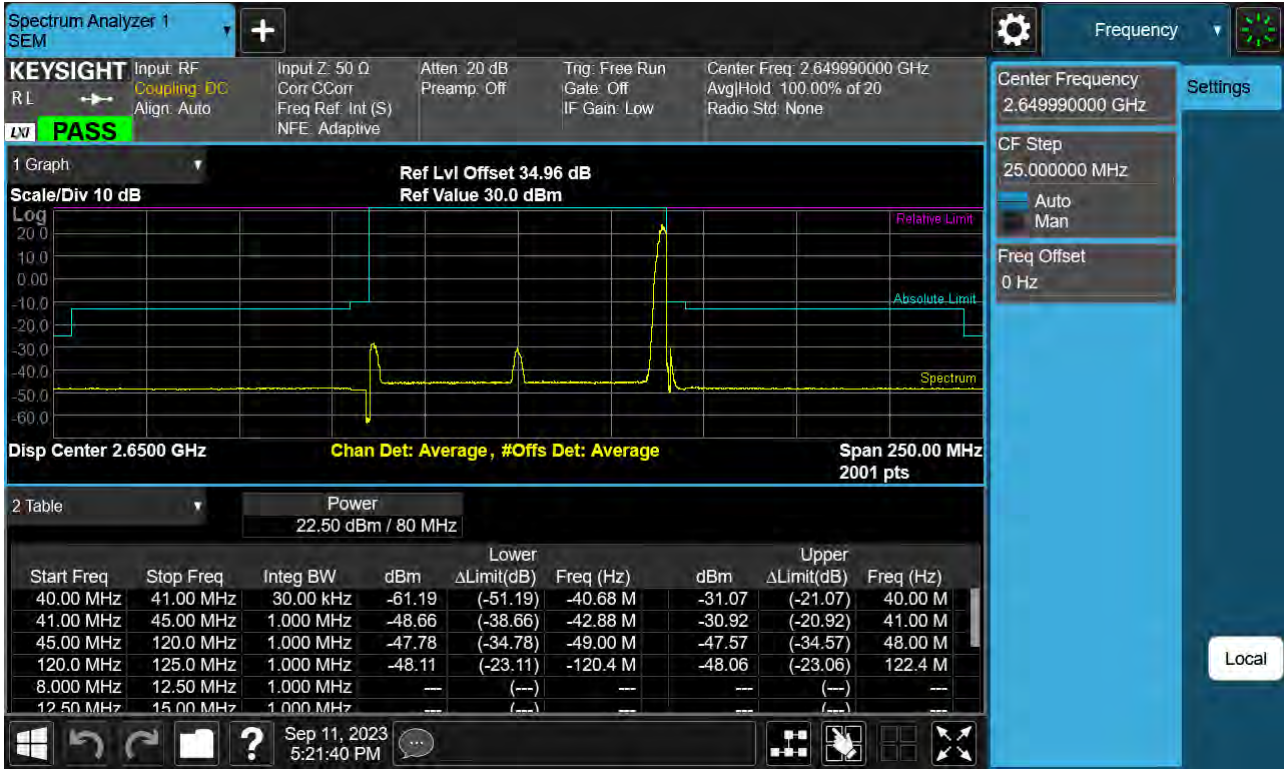 Spectrum Analyzer 1
SEM
Frequency
KEYSIGHT
R L
LXI
PASS
Input: RF
Coupling: DC
Align: Auto
Input Z: 50 Ω
Corr CCorr
Freq Ref: Int (S)
NFE: Adaptive
Atten: 20 dB
Preamp: Off
Trig: Free Run
Gate: Off
IF Gain: Low
Center Freq: 2.649990000 GHz
Avg|Hold: 100.00% of 20
Radio Std: None
Center Frequency
2.649990000 GHz
Settings
CF Step
25.000000 MHz
Auto
Man
Freq Offset
0 Hz
1 Graph
Scale/Div 10 dB
Ref Lvl Offset 34.96 dB
Ref Value 30.0 dBm
Log
20.0
10.0
0.00
-10.0
-20.0
-30.0
-40.0
-50.0
-60.0
Relative Limit
Absolute Limit
Spectrum
Disp Center 2.6500 GHz
Chan Det: Average, #Offs Det: Average
Span 250.00 MHz
2001 pts
2 Table
Power
22.50 dBm / 80 MHz
Lower Upper
Start Freq Stop Freq Integ BW dBm ΔLimit(dB) Freq (Hz) dBm ΔLimit(dB) Freq (Hz)
40.00 MHz 41.00 MHz 30.00 kHz -61.19 (-51.19) -40.68 M -31.07 (-21.07) 40.00 M
41.00 MHz 45.00 MHz 1.000 MHz -48.66 (-38.66) -42.88 M -30.92 (-20.92) 41.00 M
45.00 MHz 120.0 MHz 1.000 MHz -47.78 (-34.78) -49.00 M -47.57 (-34.57) 48.00 M
120.0 MHz 125.0 MHz 1.000 MHz -48.11 (-23.11) -120.4 M -48.06 (-23.06) 122.4 M
8.000 MHz 12.50 MHz 1.000 MHz --- (---) --- --- (---) ---
12.50 MHz 15.00 MHz 1.000 MHz --- (---) --- --- (---) ---
Local
?
Sep 11, 2023
5:21:40 PM